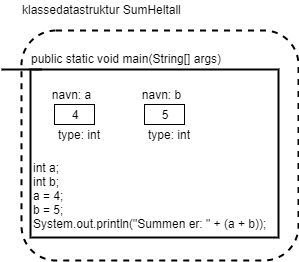 klassedatastruktur SumHeltall
public static void main(String[] args)
navn: a navn: b
4 5
type: int type: int
int a;
int b;
a = 4;
b = 5;
System.out.println("Summen er: " + (a + b));